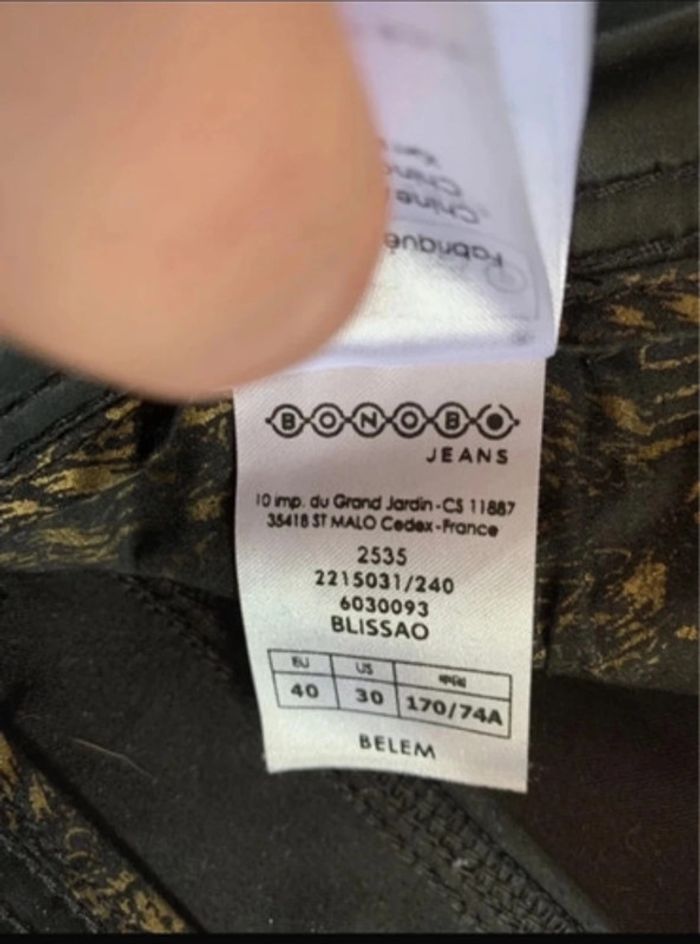 Chine
Fabriqué
BONOBO
JEANS
10 imp. du Grand Jardin-CS 11887
35418 ST MALO Cedex-France
2535
2215031/240
6030093
BLISSAO
EU US
40 30 170/74A
BELEM